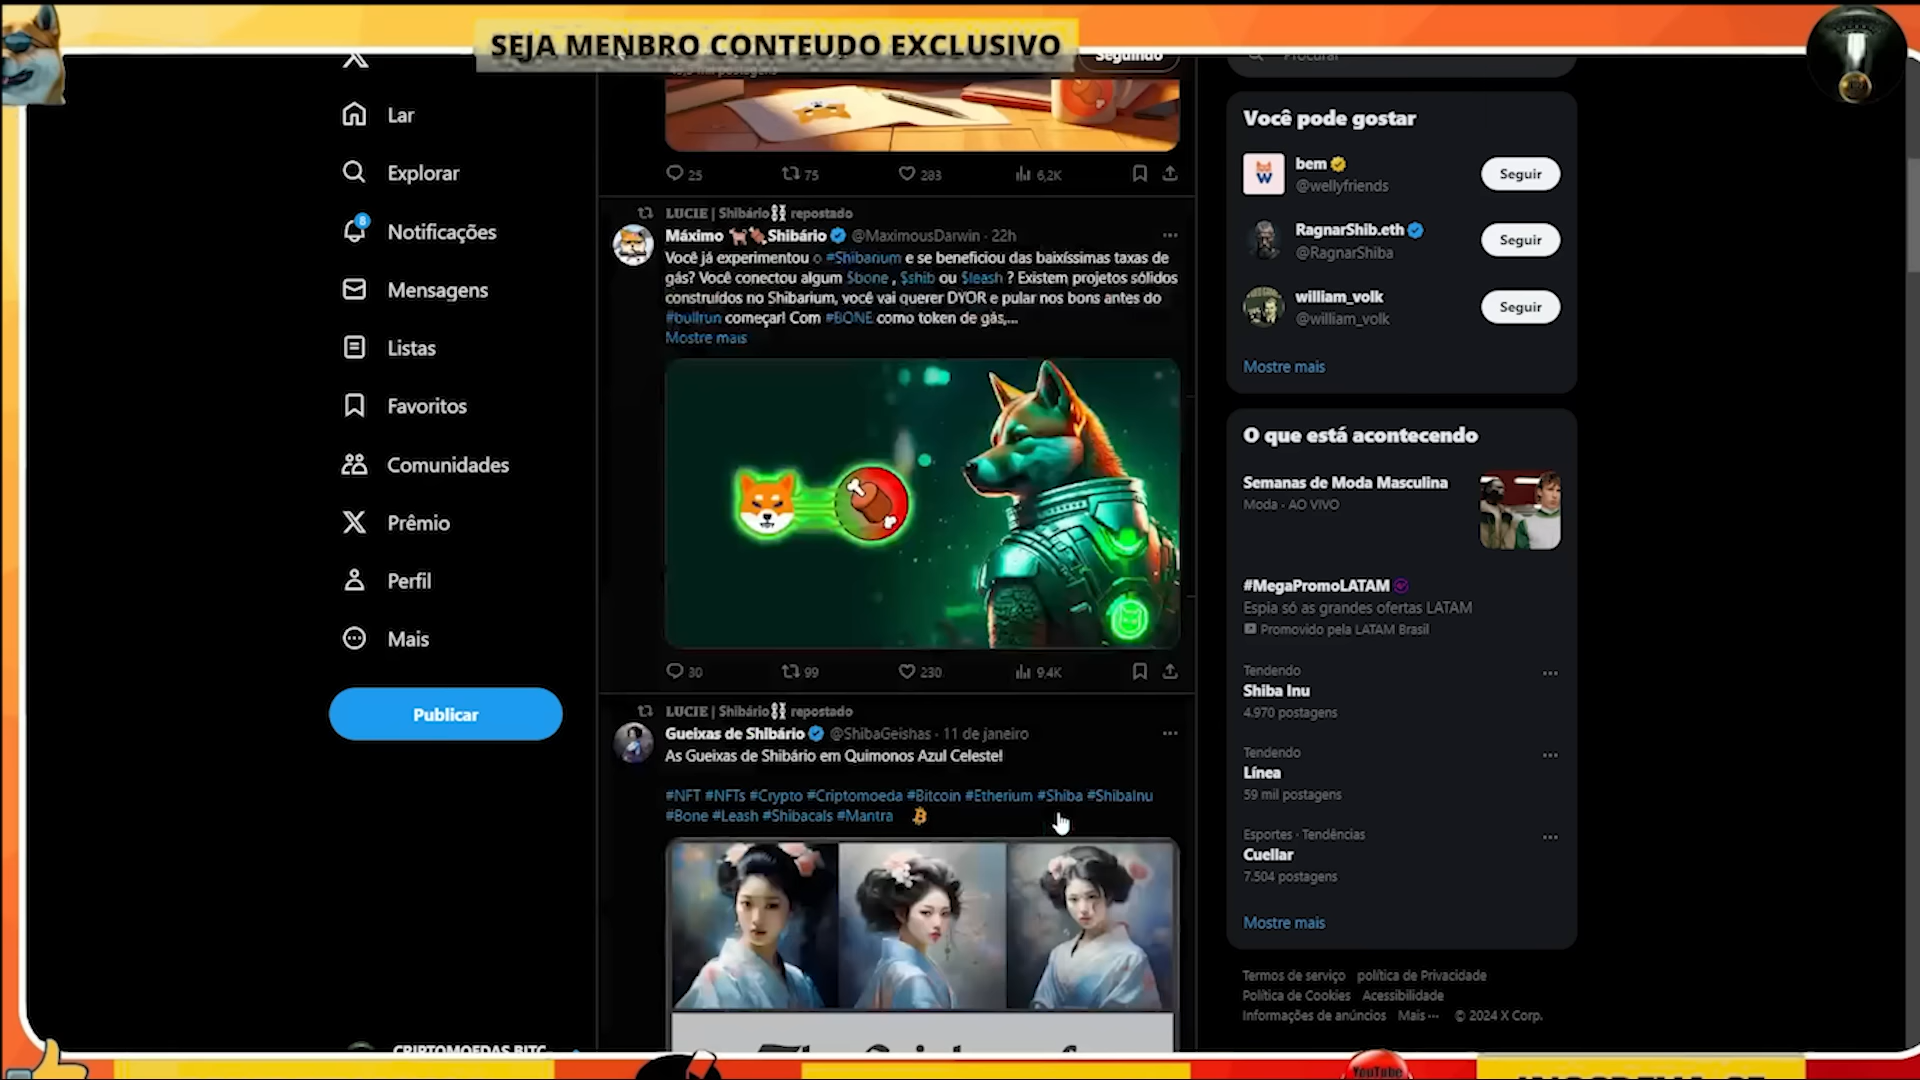 SEJA MENBRO CONTEUDO EXCLUSIVO
Lar
Explorar
8
Notificações
Mensagens
Listas
Favoritos
Comunidades
Prêmio
Perfil
Mais
Publicar
CRIPTOMOEDAS BITC
Seguindo
25 75 203 6,2K
LUCIE | Shibário repostado
Máximo Shibário @MaximousDarwin · 22h
Você já experimentou o #Shibarium e se beneficiou das baixíssimas taxas de
gás? Você conectou algum $bone , $shib ou $leash ? Existem projetos sólidos
construídos no Shibarium, você vai querer DYOR e pular nos bons antes do
#bullrun começar! Com #BONE como token de gás,...
Mostre mais
30 99 230 9,4K
LUCIE | Shibário repostado
Gueixas de Shibário @ShibaGeishas · 11 de janeiro
As Gueixas de Shibário em Quimonos Azul Celeste!
#NFT #NFTs #Crypto #Criptomoeda #Bitcoin #Etherium #Shiba #ShibaInu
#Bone #Leash #Shibacals #Mantra
Procurar
Você pode gostar
bem
@wellyfriends
Seguir
RagnarShib.eth
@RagnarShiba
Seguir
william_volk
@william_volk
Seguir
Mostre mais
O que está acontecendo
Semanas de Moda Masculina
Moda · AO VIVO
#MegaPromoLATAM
Espia só as grandes ofertas LATAM
Promovido pela LATAM Brasil
Tendendo
Shiba Inu
4.970 postagens
Tendendo
Línea
59 mil postagens
Esportes · Tendências
Cuellar
7.504 postagens
Mostre mais
Termos de serviço política de Privacidade
Política de Cookies Acessibilidade
Informações de anúncios Mais ··· © 2024 X Corp.
YouTube